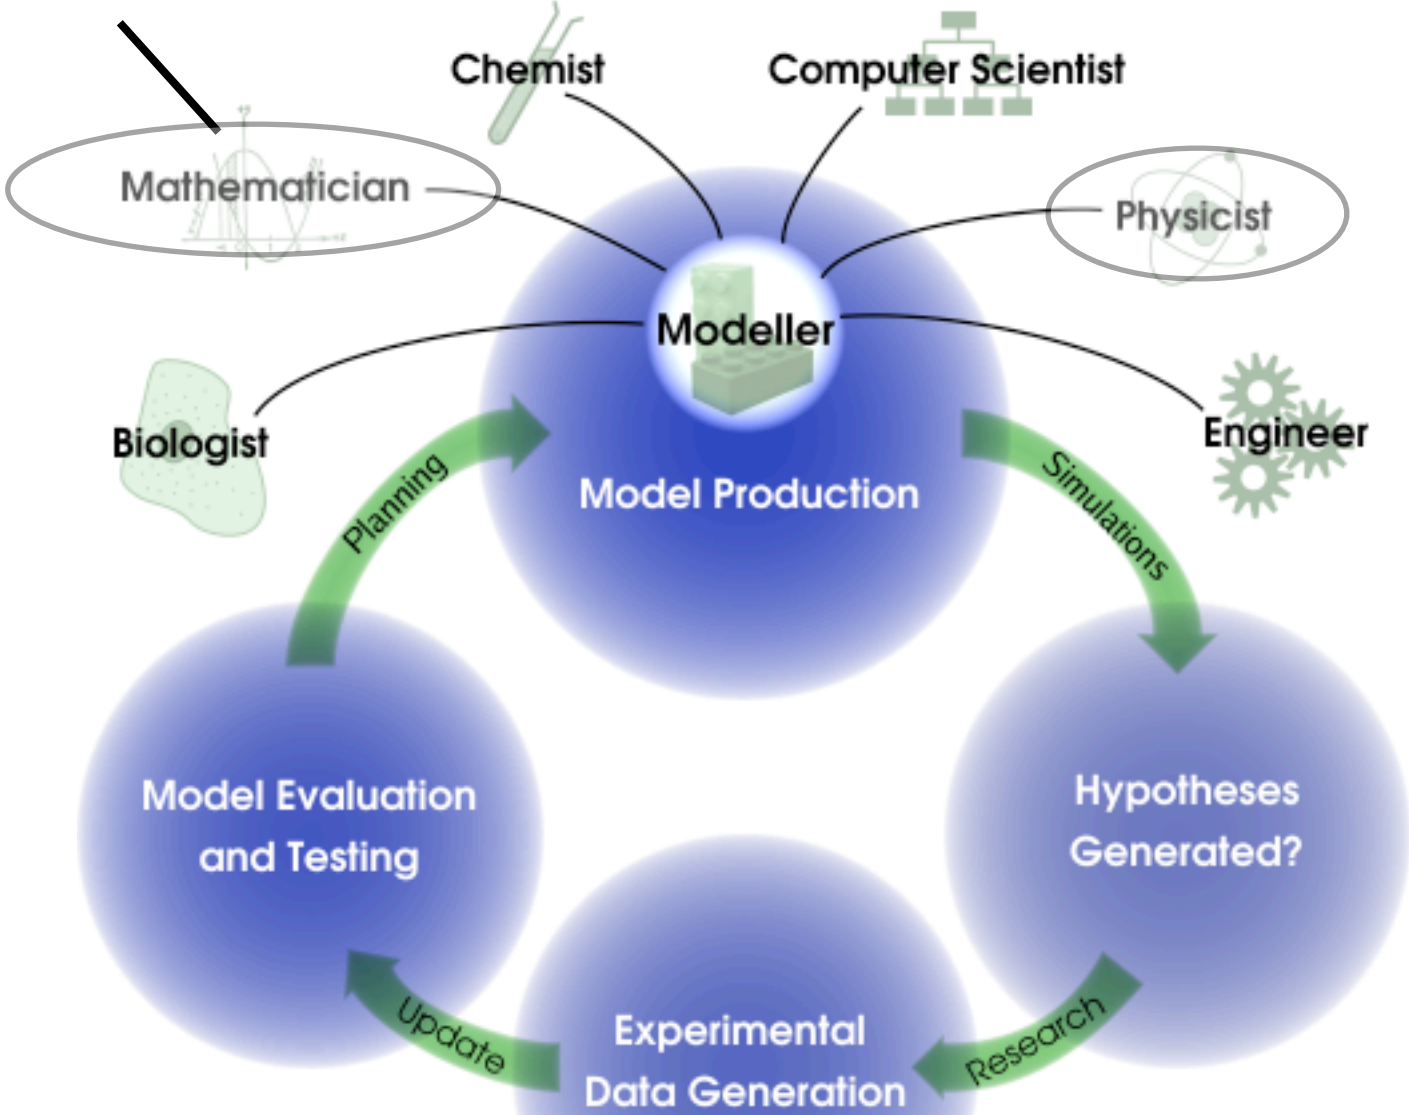 Chemist
Computer Scientist
Mathematician
Physicist
Modeller
Biologist
Engineer
Planning
Model Production
Simulations
Model Evaluation
and Testing
Hypotheses
Generated?
Update
Experimental
Data Generation
Research